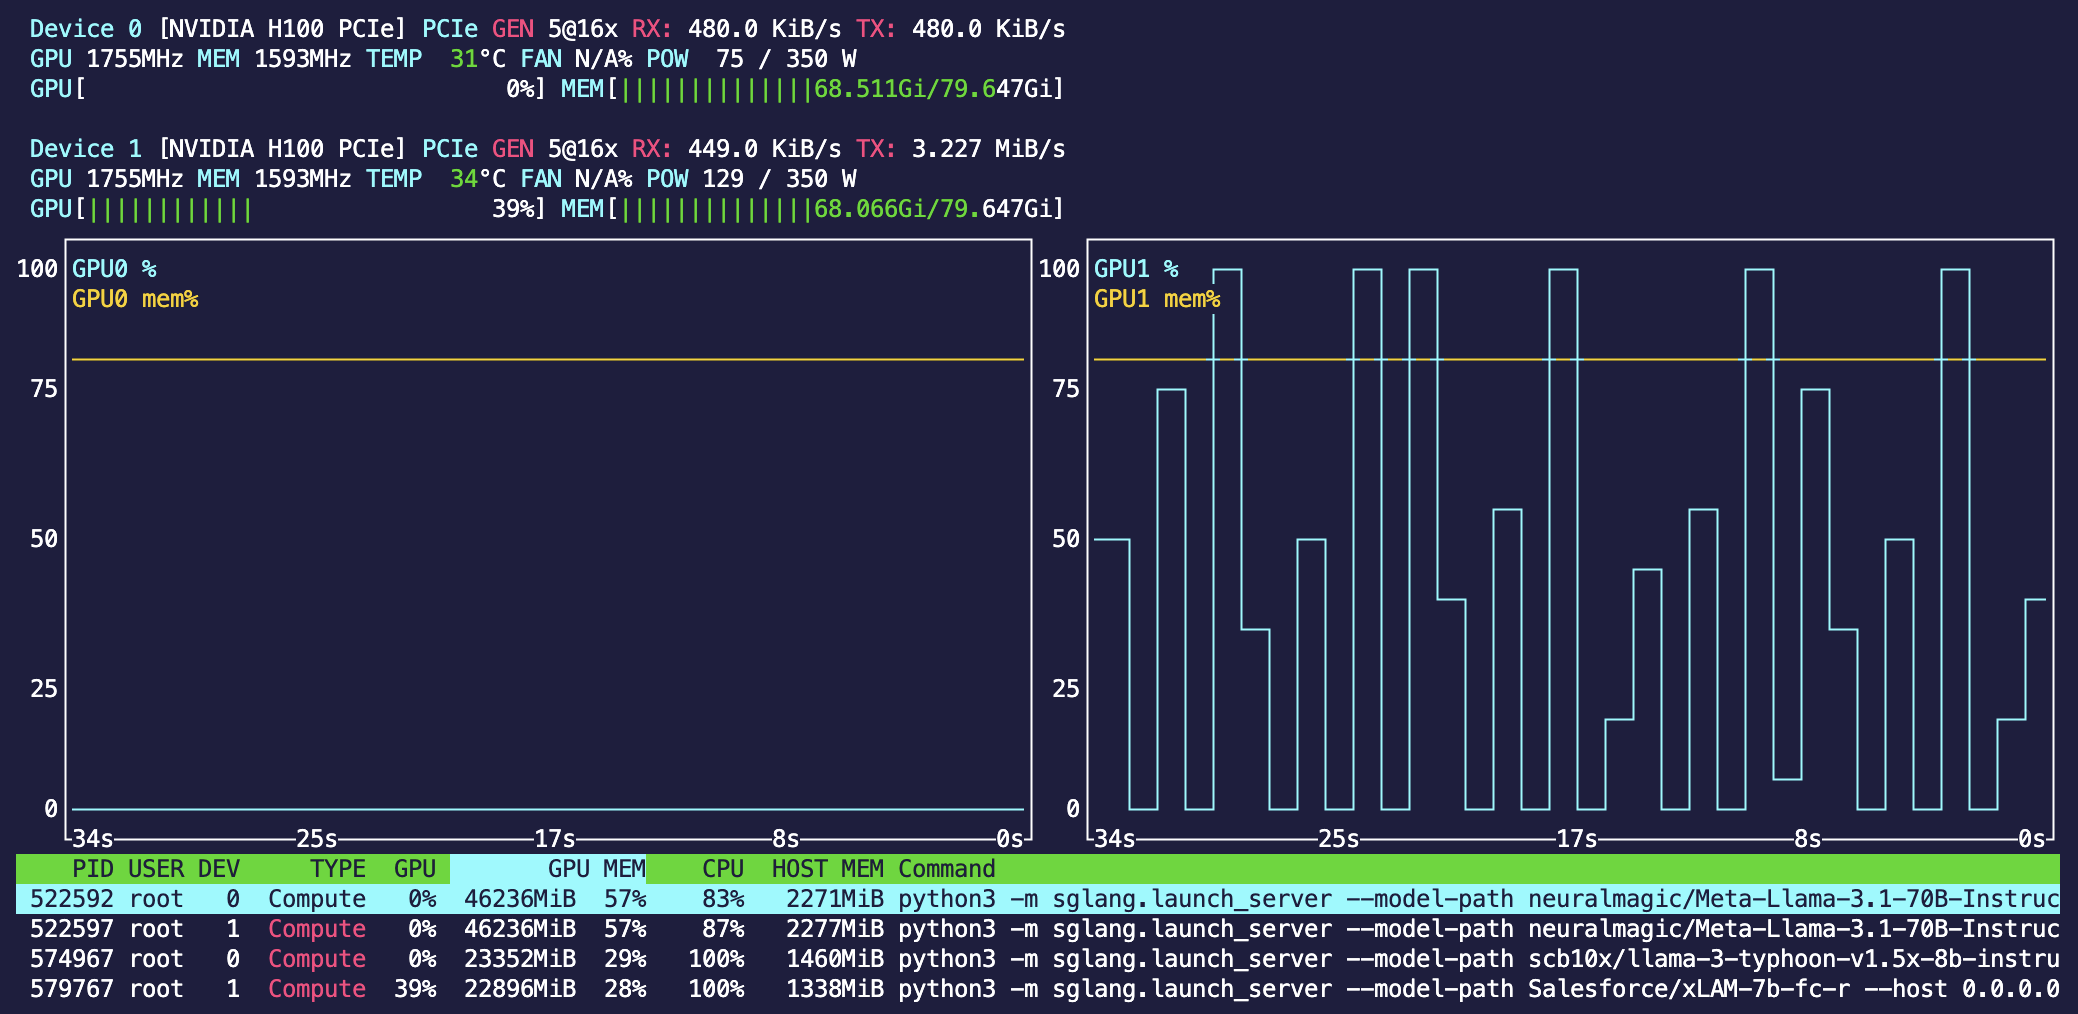 Device 0 [NVIDIA H100 PCIe] PCIe GEN 5@16x RX: 480.0 KiB/s TX: 480.0 KiB/s
GPU 1755MHz MEM 1593MHz TEMP  31°C FAN N/A% POW  75 / 350 W
GPU[                              0%] MEM[||||||||||||||68.511Gi/79.647Gi]
Device 1 [NVIDIA H100 PCIe] PCIe GEN 5@16x RX: 449.0 KiB/s TX: 3.227 MiB/s
GPU 1755MHz MEM 1593MHz TEMP  34°C FAN N/A% POW 129 / 350 W
GPU[||||||||||||                 39%] MEM[||||||||||||||68.066Gi/79.647Gi]
100 GPU0 %
GPU0 mem%
75
50
25
0
34s 25s 17s 8s 0s
100 GPU1 %
GPU1 mem%
75
50
25
0
34s 25s 17s 8s 0s
PID USER DEV TYPE GPU GPU MEM CPU HOST MEM Command
522592 root 0 Compute 0% 46236MiB 57% 83% 2271MiB python3 -m sglang.launch_server --model-path neuralmagic/Meta-Llama-3.1-70B-Instruc
522597 root 1 Compute 0% 46236MiB 57% 87% 2277MiB python3 -m sglang.launch_server --model-path neuralmagic/Meta-Llama-3.1-70B-Instruc
574967 root 0 Compute 0% 23352MiB 29% 100% 1460MiB python3 -m sglang.launch_server --model-path scb10x/llama-3-typhoon-v1.5x-8b-instru
579767 root 1 Compute 39% 22896MiB 28% 100% 1338MiB python3 -m sglang.launch_server --model-path Salesforce/xLAM-7b-fc-r --host 0.0.0.0